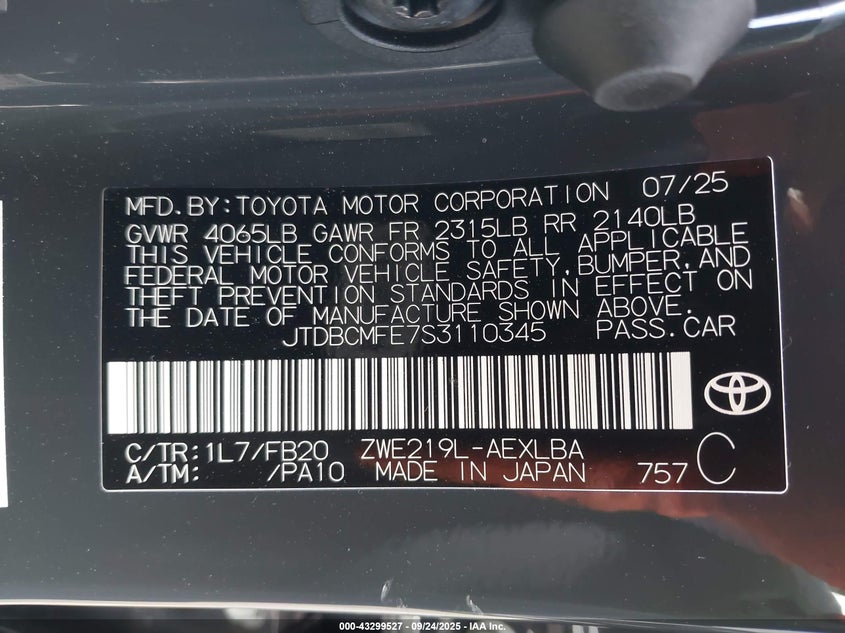 MFD.BY:TOYOTA MOTOR CORPORATION 07/25
GVWR 4065LB GAWR FR 2315LB RR 2140LB
THIS VEHICLE CONFORMS TO ALL APPLICABLE
FEDERAL MOTOR VEHICLE SAFETY,BUMPER,AND
THEFT PREVENTION STANDARDS IN EFFECT ON
THE DATE OF MANUFACTURE SHOWN ABOVE.
JTDBCMFE7S3110345 PASS.CAR
C/TR:1L7/FB20 ZWE219L-AEXLBA
A/TM: /PA10 MADE IN JAPAN 757 C
000-43299527 - 09/24/2025 - IAA Inc.